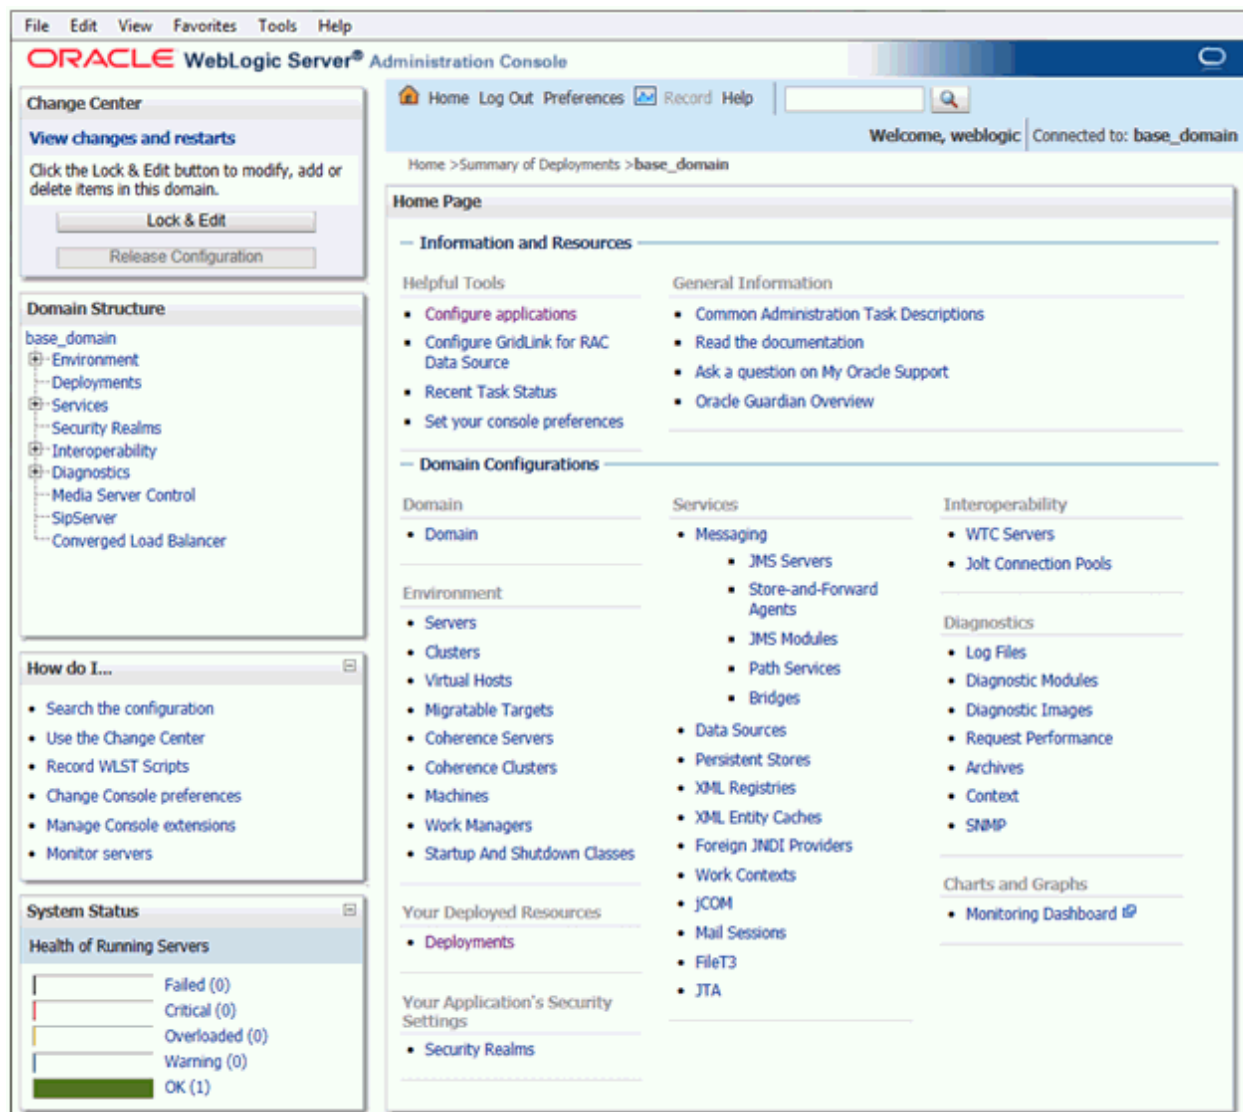 File Edit View Favorites Tools Help
ORACLE WebLogic Server® Administration Console
Change Center
View changes and restarts
Click the Lock & Edit button to modify, add or
delete items in this domain.
Lock & Edit
Release Configuration
Domain Structure
base_domain
Environment
Deployments
Services
Security Realms
Interoperability
Diagnostics
Media Server Control
SipServer
Converged Load Balancer
How do I...
Search the configuration
Use the Change Center
Record WLST Scripts
Change Console preferences
Manage Console extensions
Monitor servers
System Status
Health of Running Servers
Failed (0)
Critical (0)
Overloaded (0)
Warning (0)
OK (1)
Home Log Out Preferences Record Help
Welcome, weblogic Connected to: base_domain
Home >Summary of Deployments >base_domain
Home Page
Information and Resources
Helpful Tools
Configure applications
Configure GridLink for RAC
Data Source
Recent Task Status
Set your console preferences
General Information
Common Administration Task Descriptions
Read the documentation
Ask a question on My Oracle Support
Oracle Guardian Overview
Domain Configurations
Domain
Domain
Environment
Servers
Clusters
Virtual Hosts
Migratable Targets
Coherence Servers
Coherence Clusters
Machines
Work Managers
Startup And Shutdown Classes
Your Deployed Resources
Deployments
Your Application's Security
Settings
Security Realms
Services
Messaging
JMS Servers
Store-and-Forward
Agents
JMS Modules
Path Services
Bridges
Data Sources
Persistent Stores
XML Registries
XML Entity Caches
Foreign JNDI Providers
Work Contexts
jCOM
Mail Sessions
FileT3
JTA
Interoperability
WTC Servers
Jolt Connection Pools
Diagnostics
Log Files
Diagnostic Modules
Diagnostic Images
Request Performance
Archives
Context
SNMP
Charts and Graphs
Monitoring Dashboard